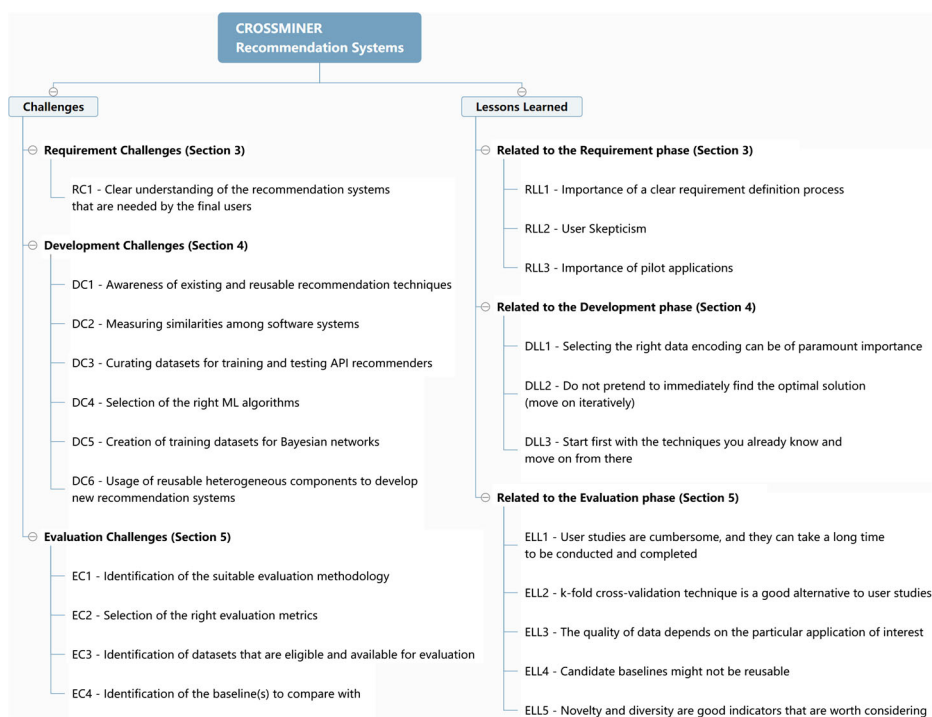 CROSSMINER
Recommendation Systems
Challenges
Requirement Challenges (Section 3)
RC1 - Clear understanding of the recommendation systems
that are needed by the final users
Development Challenges (Section 4)
DC1 - Awareness of existing and reusable recommendation techniques
DC2 - Measuring similarities among software systems
DC3 - Curating datasets for training and testing API recommenders
DC4 - Selection of the right ML algorithms
DC5 - Creation of training datasets for Bayesian networks
DC6 - Usage of reusable heterogeneous components to develop
new recommendation systems
Evaluation Challenges (Section 5)
EC1 - Identification of the suitable evaluation methodology
EC2 - Selection of the right evaluation metrics
EC3 - Identification of datasets that are eligible and available for evaluation
EC4 - Identification of the baseline(s) to compare with
Lessons Learned
Related to the Requirement phase (Section 3)
RLL1 - Importance of a clear requirement definition process
RLL2 - User Skepticism
RLL3 - Importance of pilot applications
Related to the Development phase (Section 4)
DLL1 - Selecting the right data encoding can be of paramount importance
DLL2 - Do not pretend to immediately find the optimal solution
(move on iteratively)
DLL3 - Start first with the techniques you already know and
move on from there
Related to the Evaluation phase (Section 5)
ELL1 - User studies are cumbersome, and they can take a long time
to be conducted and completed
ELL2 - k-fold cross-validation technique is a good alternative to user studies
ELL3 - The quality of data depends on the particular application of interest
ELL4 - Candidate baselines might not be reusable
ELL5 - Novelty and diversity are good indicators that are worth considering